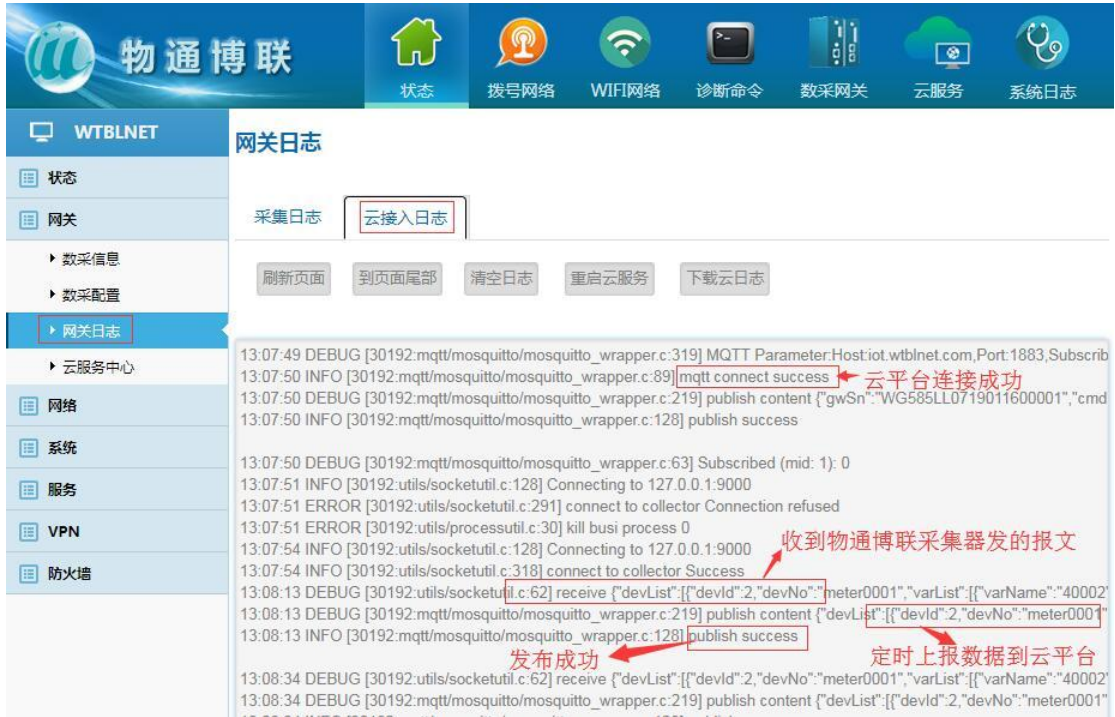 物通博联
状态
拨号网络
WIFI网络
诊断命令
数采网关
云服务
系统日志
WTBLNET
状态
网关
数采信息
数采配置
网关日志
云服务中心
网络
系统
服务
VPN
防火墙
网关日志
采集日志
云接入日志
刷新页面
到页面尾部
清空日志
重启云服务
下载云日志
13:07:49 DEBUG [30192:mqtt/mosquitto/mosquitto_wrapper.c:319] MQTT Parameter:Host:iot.wtblnet.com,Port:1883,Subscrib
13:07:50 INFO [30192:mqtt/mosquitto/mosquitto_wrapper.c:89] mqtt connect success 云平台连接成功
13:07:50 DEBUG [30192:mqtt/mosquitto/mosquitto_wrapper.c:219] publish content {"gwSn":"WG585LL0719011600001","cmd
13:07:50 INFO [30192:mqtt/mosquitto/mosquitto_wrapper.c:128] publish success
13:07:50 DEBUG [30192:mqtt/mosquitto/mosquitto_wrapper.c:63] Subscribed (mid: 1): 0
13:07:51 INFO [30192:utils/socketutil.c:128] Connecting to 127.0.0.1:9000
13:07:51 ERROR [30192:utils/socketutil.c:291] connect to collector Connection refused
13:07:51 ERROR [30192:utils/processutil.c:30] kill busi process 0
13:07:54 INFO [30192:utils/socketutil.c:128] Connecting to 127.0.0.1:9000
收到物通博联采集器发的报文
13:07:54 INFO [30192:utils/socketutil.c:318] connect to collector Success
13:08:13 DEBUG [30192:utils/socketutil.c:62] receive {"devList":[{"devId":2,"devNo":"meter0001","varList":[{"varName":"40002"
13:08:13 DEBUG [30192:mqtt/mosquitto/mosquitto_wrapper.c:219] publish content {"devList":[{"devId":2,"devNo":"meter0001"
13:08:13 INFO [30192:mqtt/mosquitto/mosquitto_wrapper.c:128] publish success
发布成功
定时上报数据到云平台
13:08:34 DEBUG [30192:utils/socketutil.c:62] receive {"devList":[{"devId":2,"devNo":"meter0001","varList":[{"varName":"40002"
13:08:34 DEBUG [30192:mqtt/mosquitto/mosquitto_wrapper.c:219] publish content {"devList":[{"devId":2,"devNo":"meter0001"